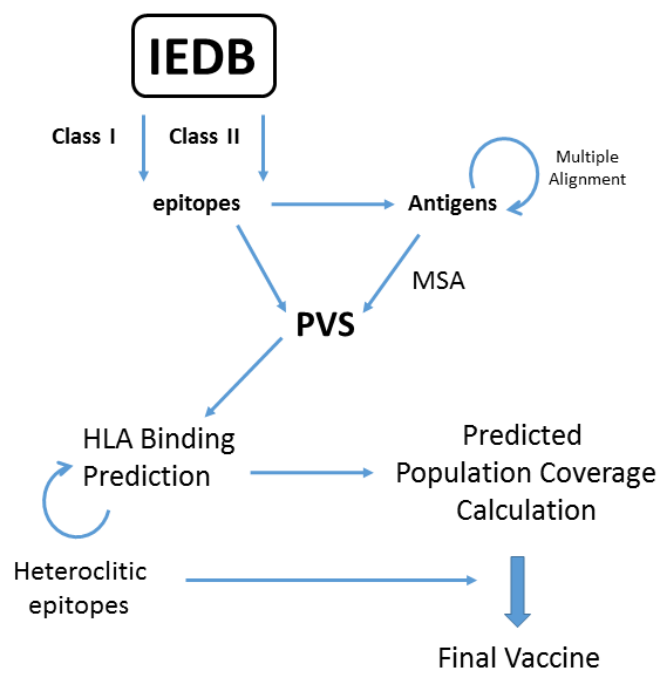 IEDB
Class I
Class II
epitopes
Antigens
Multiple
Alignment
MSA
PVS
HLA Binding
Prediction
Predicted
Population Coverage
Calculation
Heteroclitic
epitopes
Final Vaccine